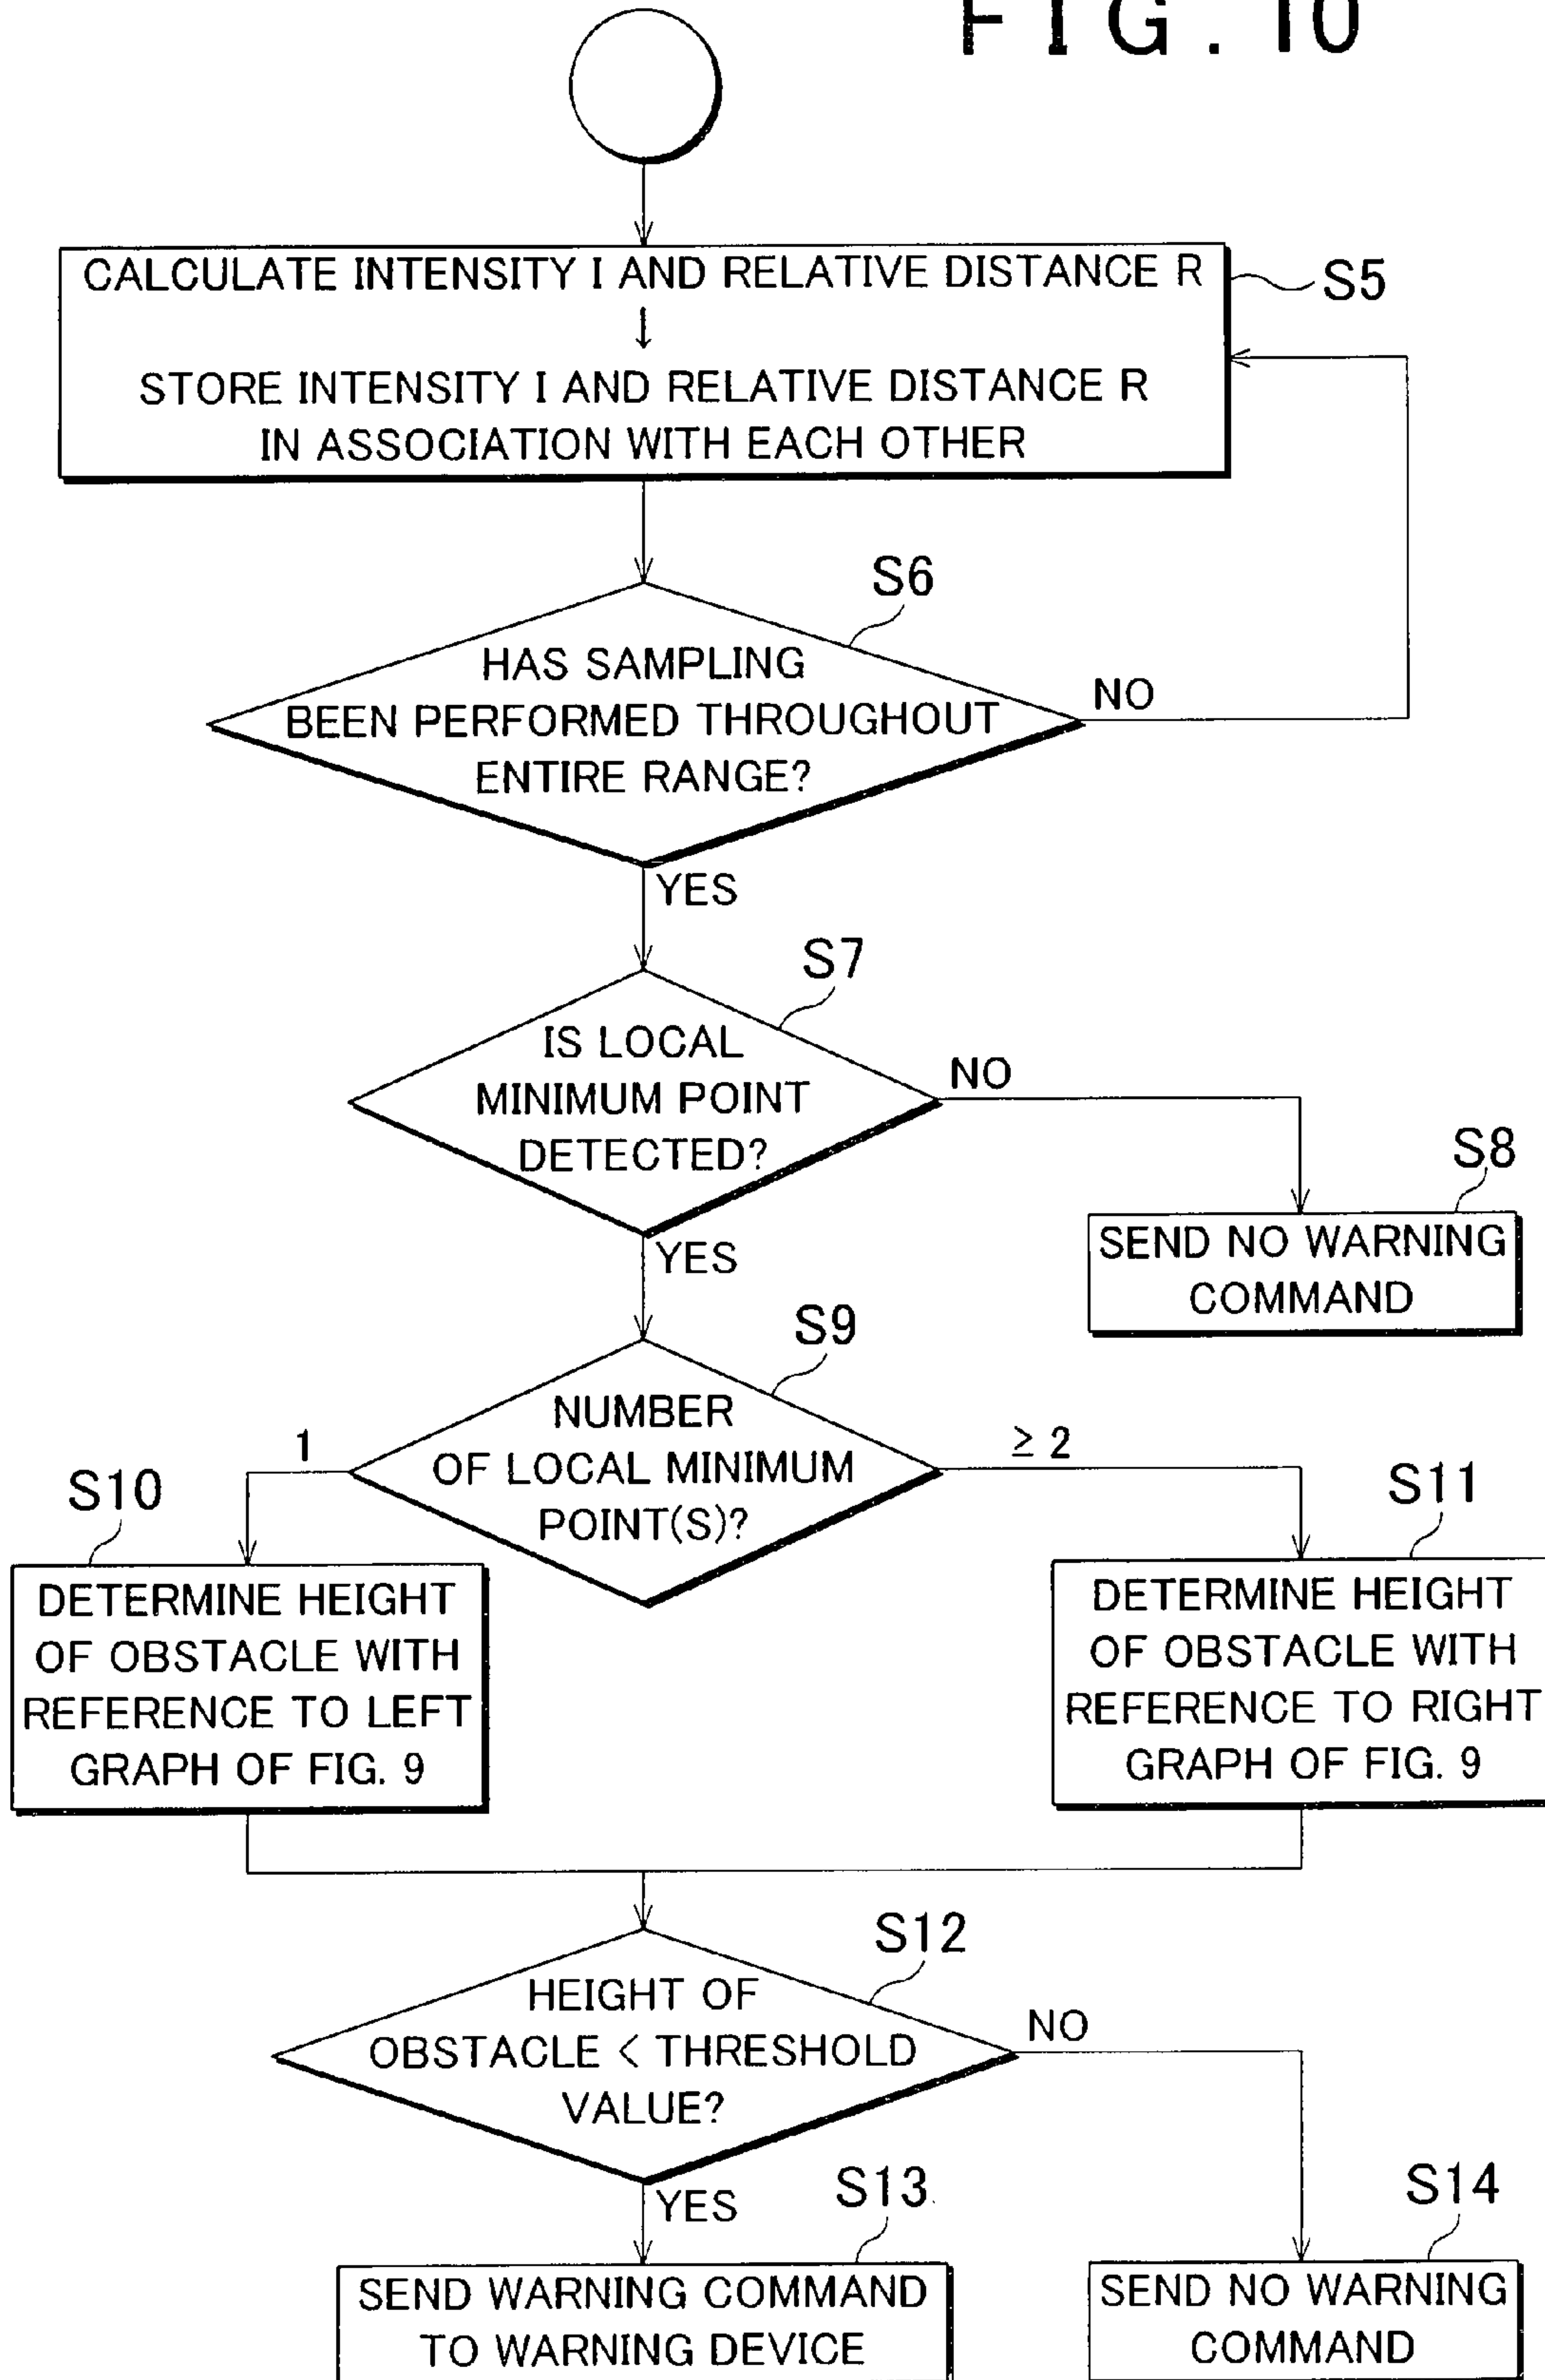 FIG. 10
CALCULATE INTENSITY I AND RELATIVE DISTANCE R
S5
STORE INTENSITY I AND RELATIVE DISTANCE R
IN ASSOCIATION WITH EACH OTHER
S6
HAS SAMPLING
BEEN PERFORMED THROUGHOUT
ENTIRE RANGE?
NO
YES
S7
IS LOCAL
MINIMUM POINT
DETECTED?
NO
YES
S8
SEND NO WARNING
COMMAND
S9
NUMBER
OF LOCAL MINIMUM
POINT(S)?
1
≥ 2
S10
DETERMINE HEIGHT
OF OBSTACLE WITH
REFERENCE TO LEFT
GRAPH OF FIG. 9
S11
DETERMINE HEIGHT
OF OBSTACLE WITH
REFERENCE TO RIGHT
GRAPH OF FIG. 9
S12
HEIGHT OF
OBSTACLE < THRESHOLD
VALUE?
NO
YES
S13
SEND WARNING COMMAND
TO WARNING DEVICE
S14
SEND NO WARNING
COMMAND